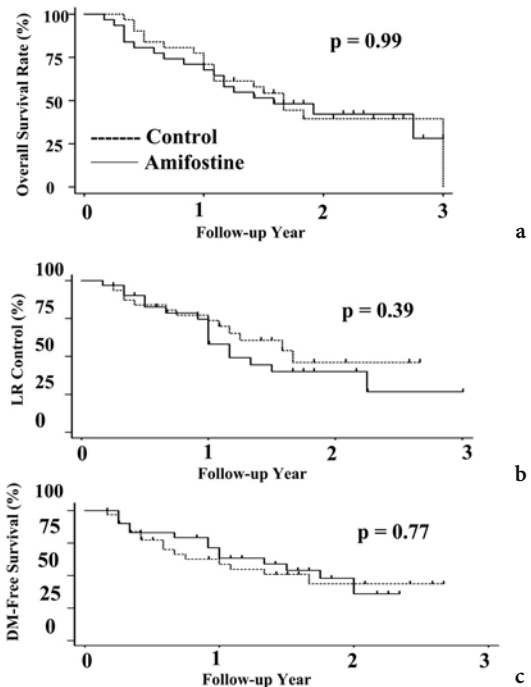 Overall Survival Rate (%)
100
75
50
25
0
p = 0.99
Control
Amifostine
0 1 2 3
Follow-up Year
a
LR Control (%)
100
75
50
25
0
p = 0.39
0 1 2 3
Follow-up Year
b
DM-Free Survival (%)
100
75
50
25
0
p = 0.77
0 1 2 3
Follow-up Year
c